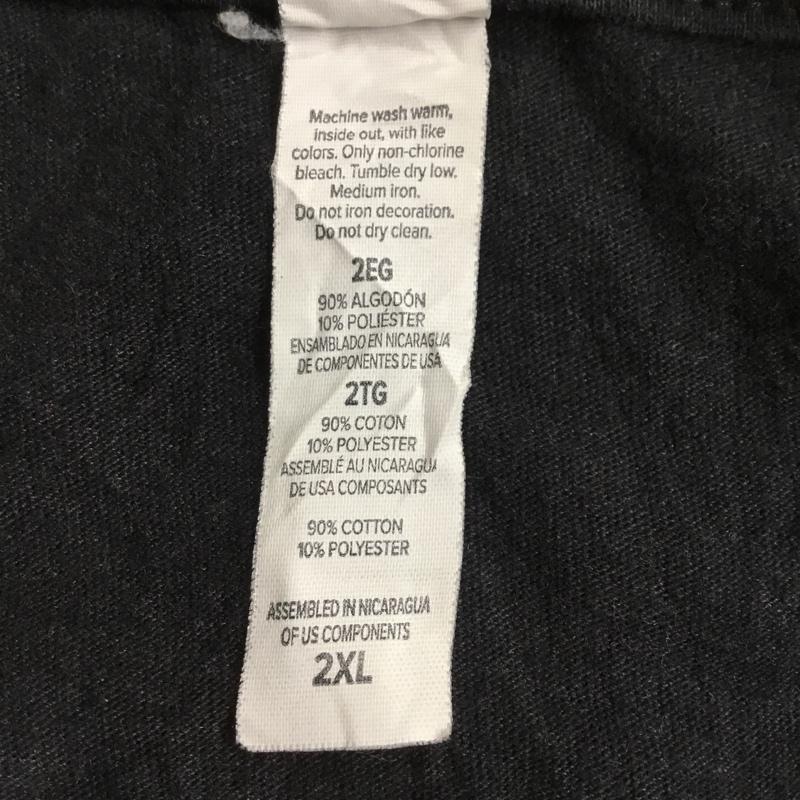 Machine wash warm,
inside out, with like
colors. Only non-chlorine
bleach. Tumble dry low.
Medium iron.
Do not iron decoration.
Do not dry clean.
2EG
90% ALGODÓN
10% POLIÉSTER
ENSAMBLADO EN NICARAGUA
DE COMPONENTES DE USA
2TG
90% COTON
10% POLYESTER
ASSEMBLÉ AU NICARAGUA
DE USA COMPOSANTS
90% COTTON
10% POLYESTER
ASSEMBLED IN NICARAGUA
OF US COMPONENTS
2XL